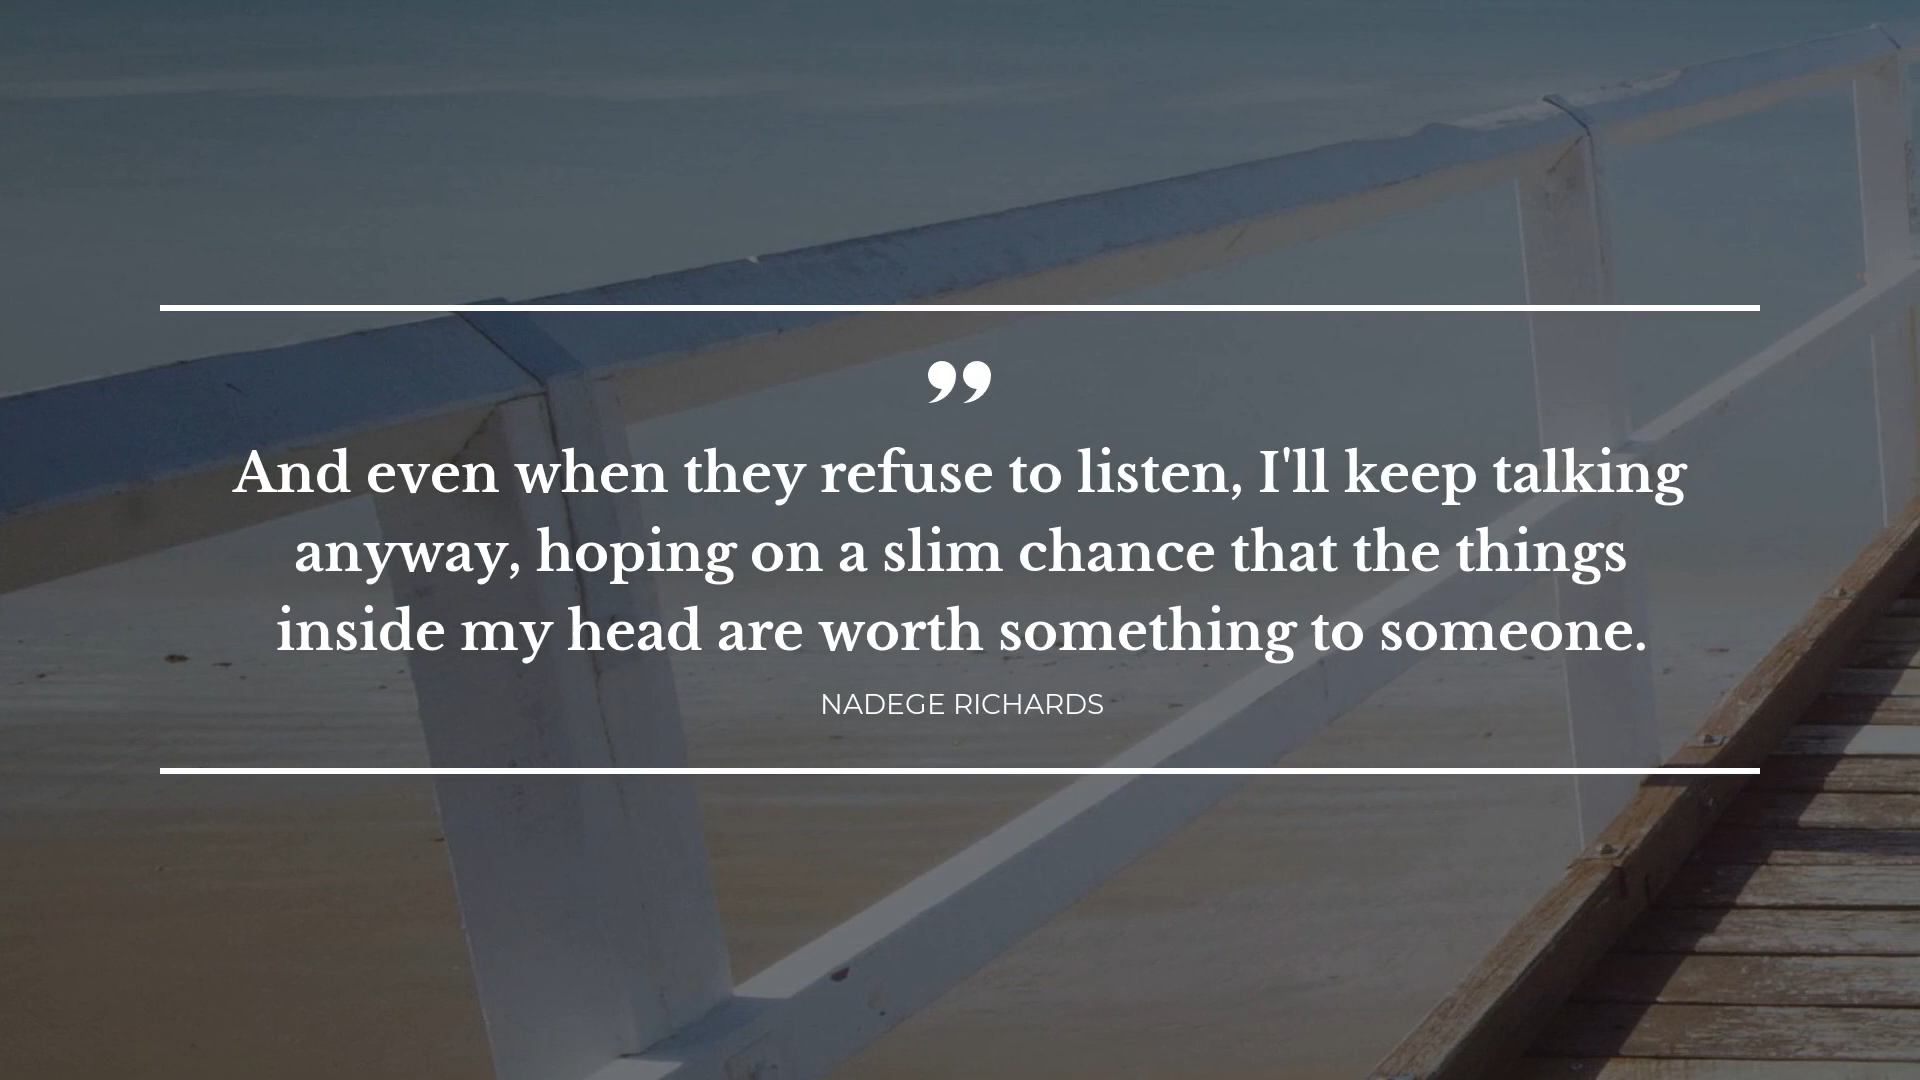 ”
And even when they refuse to listen, I'll keep talking
anyway, hoping on a slim chance that the things
inside my head are worth something to someone.
NADEGE RICHARDS